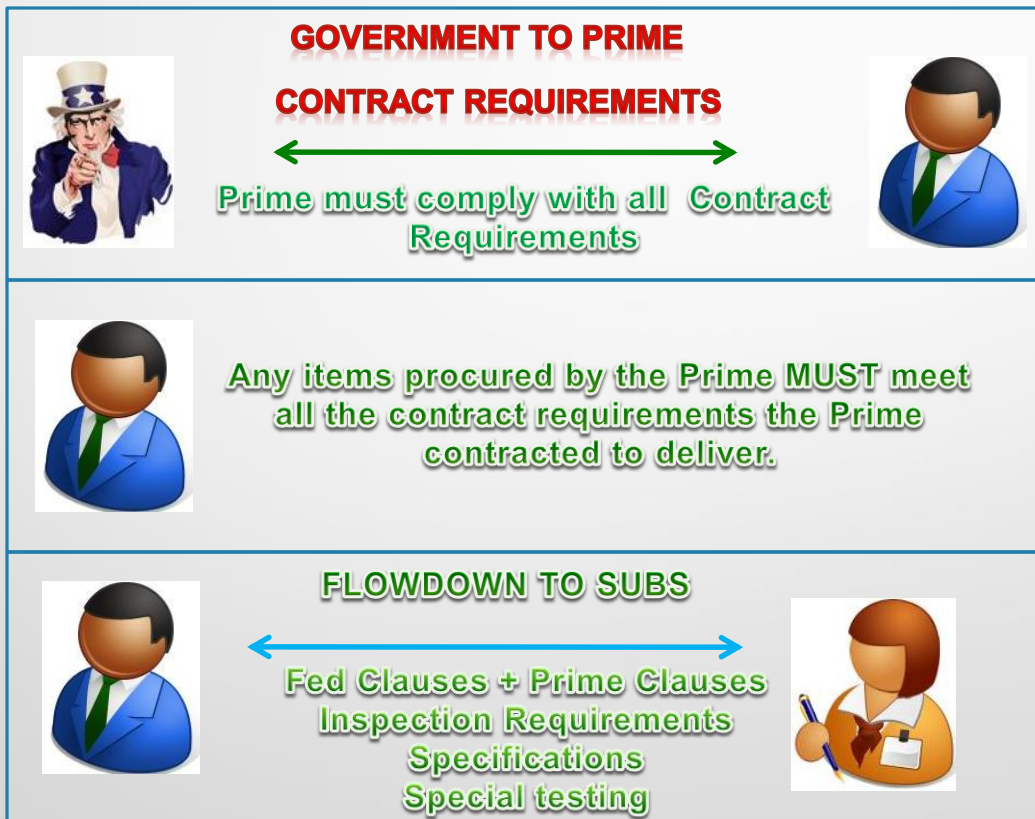 GOVERNMENT TO PRIME
CONTRACT REQUIREMENTS
Prime must comply with all Contract
Requirements
Any items procured by the Prime MUST meet
all the contract requirements the Prime
contracted to deliver.
FLOWDOWN TO SUBS
Fed Clauses + Prime Clauses
Inspection Requirements
Specifications
Special testing